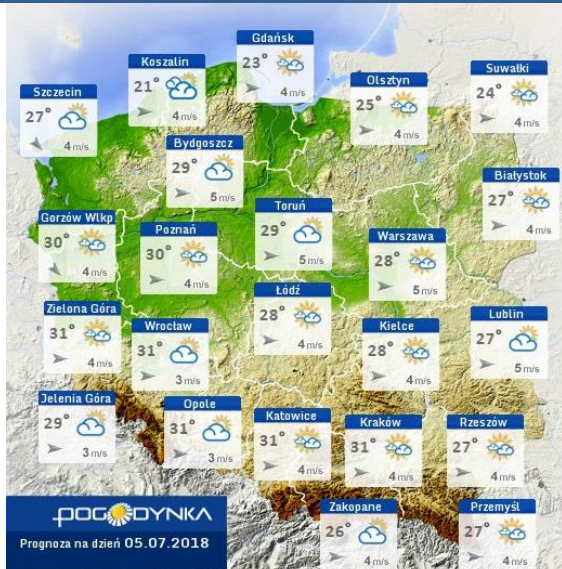 Gdańsk
23°
4 m/s
Koszalin
21°
4 m/s
Suwałki
24°
4 m/s
Olsztyn
25°
4 m/s
Szczecin
27°
4 m/s
Bydgoszcz
29°
5 m/s
Białystok
27°
4 m/s
Toruń
29°
5 m/s
Gorzów Wlkp
30°
4 m/s
Poznań
30°
4 m/s
Warszawa
28°
5 m/s
Łódź
28°
4 m/s
Zielona Góra
31°
4 m/s
Wrocław
31°
3 m/s
Kielce
28°
4 m/s
Lublin
27°
5 m/s
Jelenia Góra
29°
3 m/s
Opole
31°
3 m/s
Katowice
31°
4 m/s
Kraków
31°
4 m/s
Rzeszów
27°
4 m/s
Zakopane
26°
4 m/s
Przemyśl
27°
4 m/s
POGODYNKA
Prognoza na dzień 05.07.2018